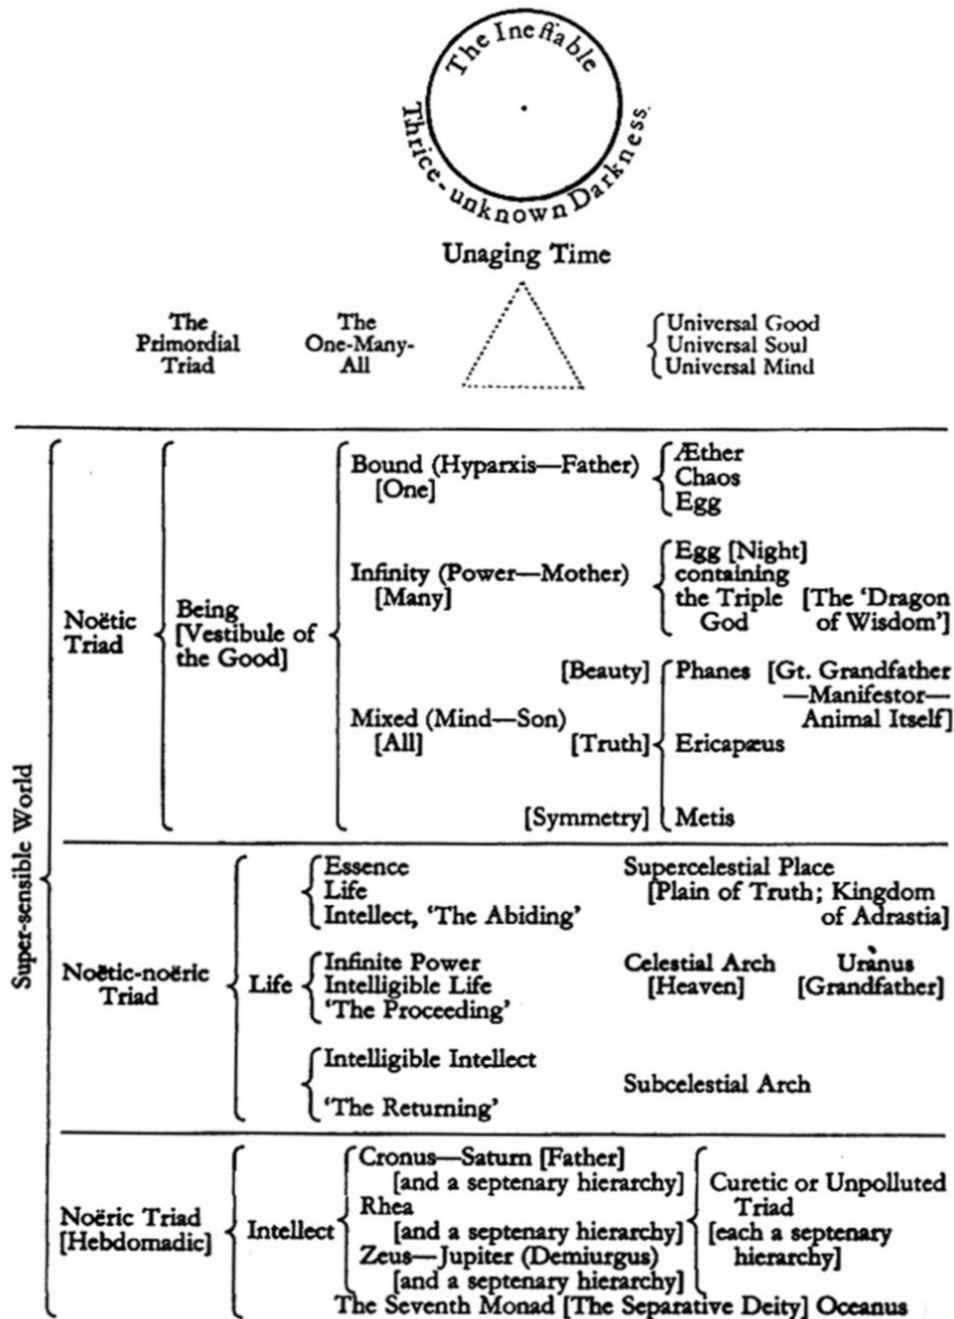 The Ineffable
Thrice-unknown Darkness.
Unaging Time
The Primordial Triad
The One-Many-All
Universal Good
Universal Soul
Universal Mind
Super-sensible World
Noëtic
Triad
Being
[Vestibule of
the Good]
Bound (Hyparxis—Father)
[One]
Æther
Chaos
Egg
Infinity (Power—Mother)
[Many]
Egg [Night]
containing
the Triple [The 'Dragon
God of Wisdom']
Mixed (Mind—Son)
[All]
[Beauty] Phanes [Gt. Grandfather
—Manifestor—
Animal Itself]
[Truth] Ericapæus
[Symmetry] Metis
Noëtic-noëric
Triad
Life
Essence
Life
Intellect, 'The Abiding'
Supercelestial Place
[Plain of Truth; Kingdom
of Adrastia]
Infinite Power
Intelligible Life
'The Proceeding'
Celestial Arch Uranus
[Heaven] [Grandfather]
Intelligible Intellect
'The Returning'
Subcelestial Arch
Noëric Triad
[Hebdomadic]
Intellect
Cronus—Saturn [Father]
[and a septenary hierarchy]
Rhea
[and a septenary hierarchy]
Zeus—Jupiter (Demiurgus)
[and a septenary hierarchy]
Curetic or Unpolluted
Triad
[each a septenary
hierarchy]
The Seventh Monad [The Separative Deity] Oceanus